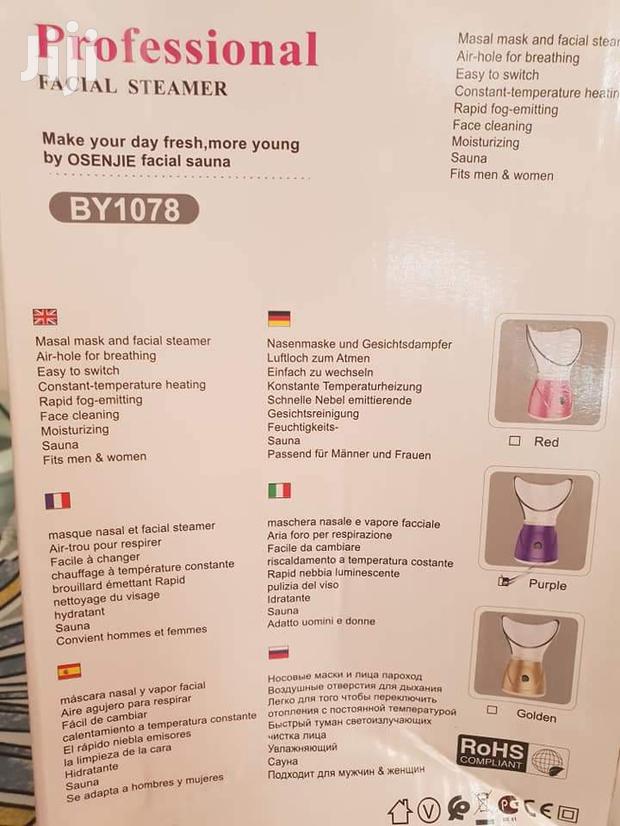 Jiji
Professional
FACIAL STEAMER
Make your day fresh,more young
by OSENJIE facial sauna
BY1078
Masal mask and facial stea
Air-hole for breathing
Easy to switch
Constant-temperature heatin
Rapid fog-emitting
Face cleaning
Moisturizing
Sauna
Fits men & women
Masal mask and facial steamer
Air-hole for breathing
Easy to switch
Constant-temperature heating
Rapid fog-emitting
Face cleaning
Moisturizing
Sauna
Fits men & women
Nasenmaske und Gesichtsdampfer
Luftloch zum Atmen
Einfach zu wechseln
Konstante Temperaturheizung
Schnelle Nebel emittierende
Gesichtsreinigung
Feuchtigkeits-
Sauna
Passend für Männer und Frauen
masque nasal et facial steamer
Air-trou pour respirer
Facile à changer
chauffage à température constante
brouillard émettant Rapid
nettoyage du visage
hydratant
Sauna
Convient hommes et femmes
maschera nasale e vapore facciale
Aria foro per respirazione
Facile da cambiare
riscaldamento a temperatura costante
Rapid nebbia luminescente
pulizia del viso
Idratante
Sauna
Adatto uomini e donne
máscara nasal y vapor facial
Aire agujero para respirar
Fácil de cambiar
calentamiento a temperatura constante
El rápido niebla emisores
la limpieza de la cara
Hidratante
Sauna
Se adapta a hombres y mujeres
Носовые маски и лица пароход
Воздушные отверстия для дыхания
Легко для того чтобы переключить
отопления с постоянной температурой
Быстрый туман светоизлучающих
чистка лица
Увлажняющий
Сауна
Подходит для мужчин & женщин
Red
Purple
Golden
RoHS
COMPLIANT
V
CE